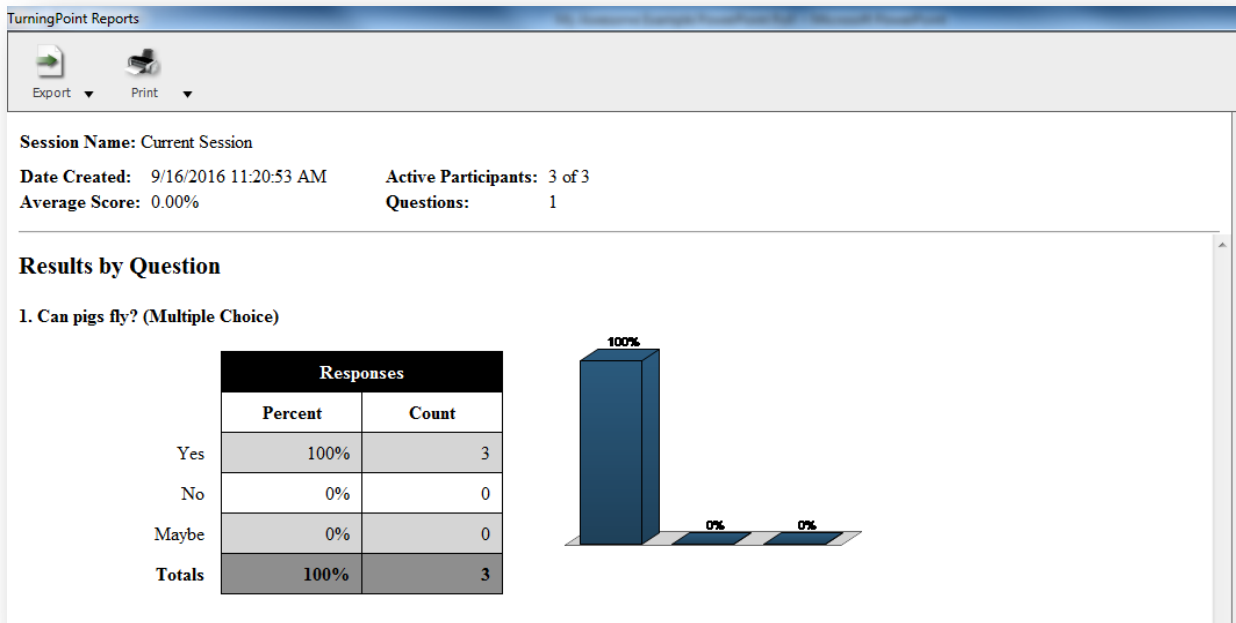 TurningPoint Reports
Export Print
Session Name: Current Session
Date Created: 9/16/2016 11:20:53 AM Active Participants: 3 of 3
Average Score: 0.00% Questions: 1
Results by Question
1. Can pigs fly? (Multiple Choice)
100%
Responses
Percent Count
Yes 100% 3
No 0% 0
Maybe 0% 0
Totals 100% 3
0% 0%